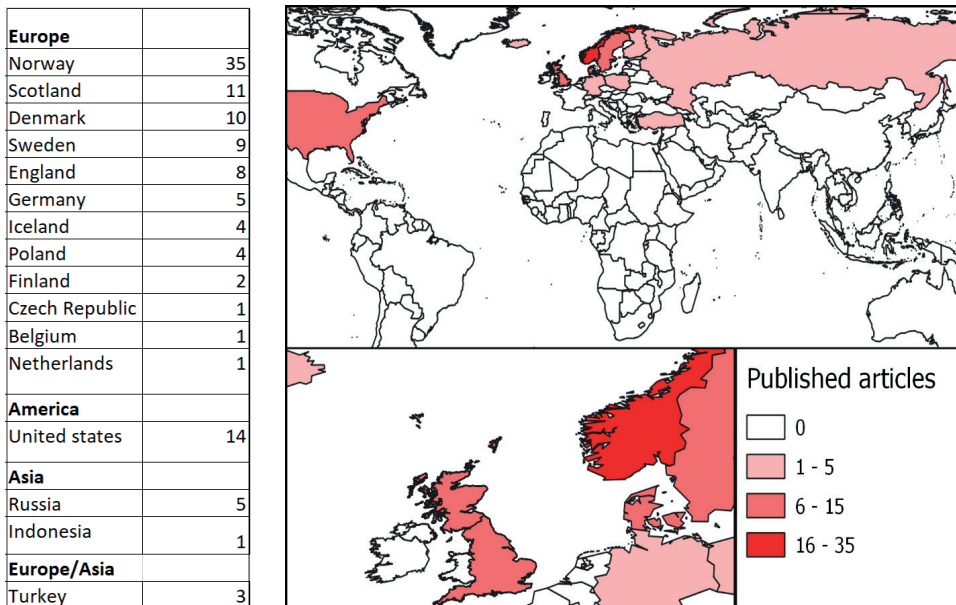 Europe
Norway 35
Scotland 11
Denmark 10
Sweden 9
England 8
Germany 5
Iceland 4
Poland 4
Finland 2
Czech Republic 1
Belgium 1
Netherlands 1
America
United states 14
Asia
Russia 5
Indonesia 1
Europe/Asia
Turkey 3
Published articles
0
1 - 5
6 - 15
16 - 35